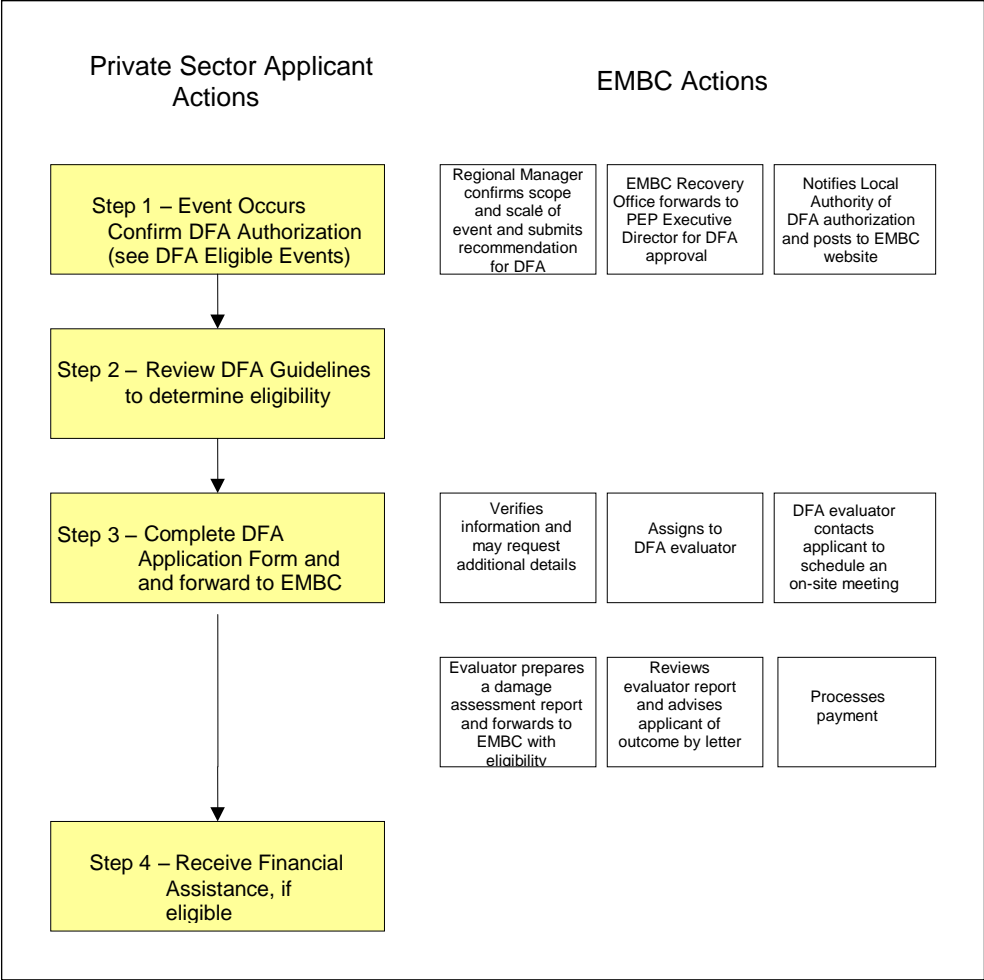 Private Sector Applicant
Actions
EMBC Actions
Step 1 – Event Occurs
Confirm DFA Authorization
(see DFA Eligible Events)
Regional Manager
confirms scope
and scale of
event and submits
recommendation
for DFA
EMBC Recovery
Office forwards to
PEP Executive
Director for DFA
approval
Notifies Local
Authority of
DFA authorization
and posts to EMBC
website
Step 2 – Review DFA Guidelines
to determine eligibility
Step 3 – Complete DFA
Application Form and
and forward to EMBC
Verifies
information and
may request
additional details
Assigns to
DFA evaluator
DFA evaluator
contacts
applicant to
schedule an
on-site meeting
Evaluator prepares
a damage
assessment report
and forwards to
EMBC with
eligibility
Reviews
evaluator report
and advises
applicant of
outcome by letter
Processes
payment
Step 4 – Receive Financial
Assistance, if
eligible